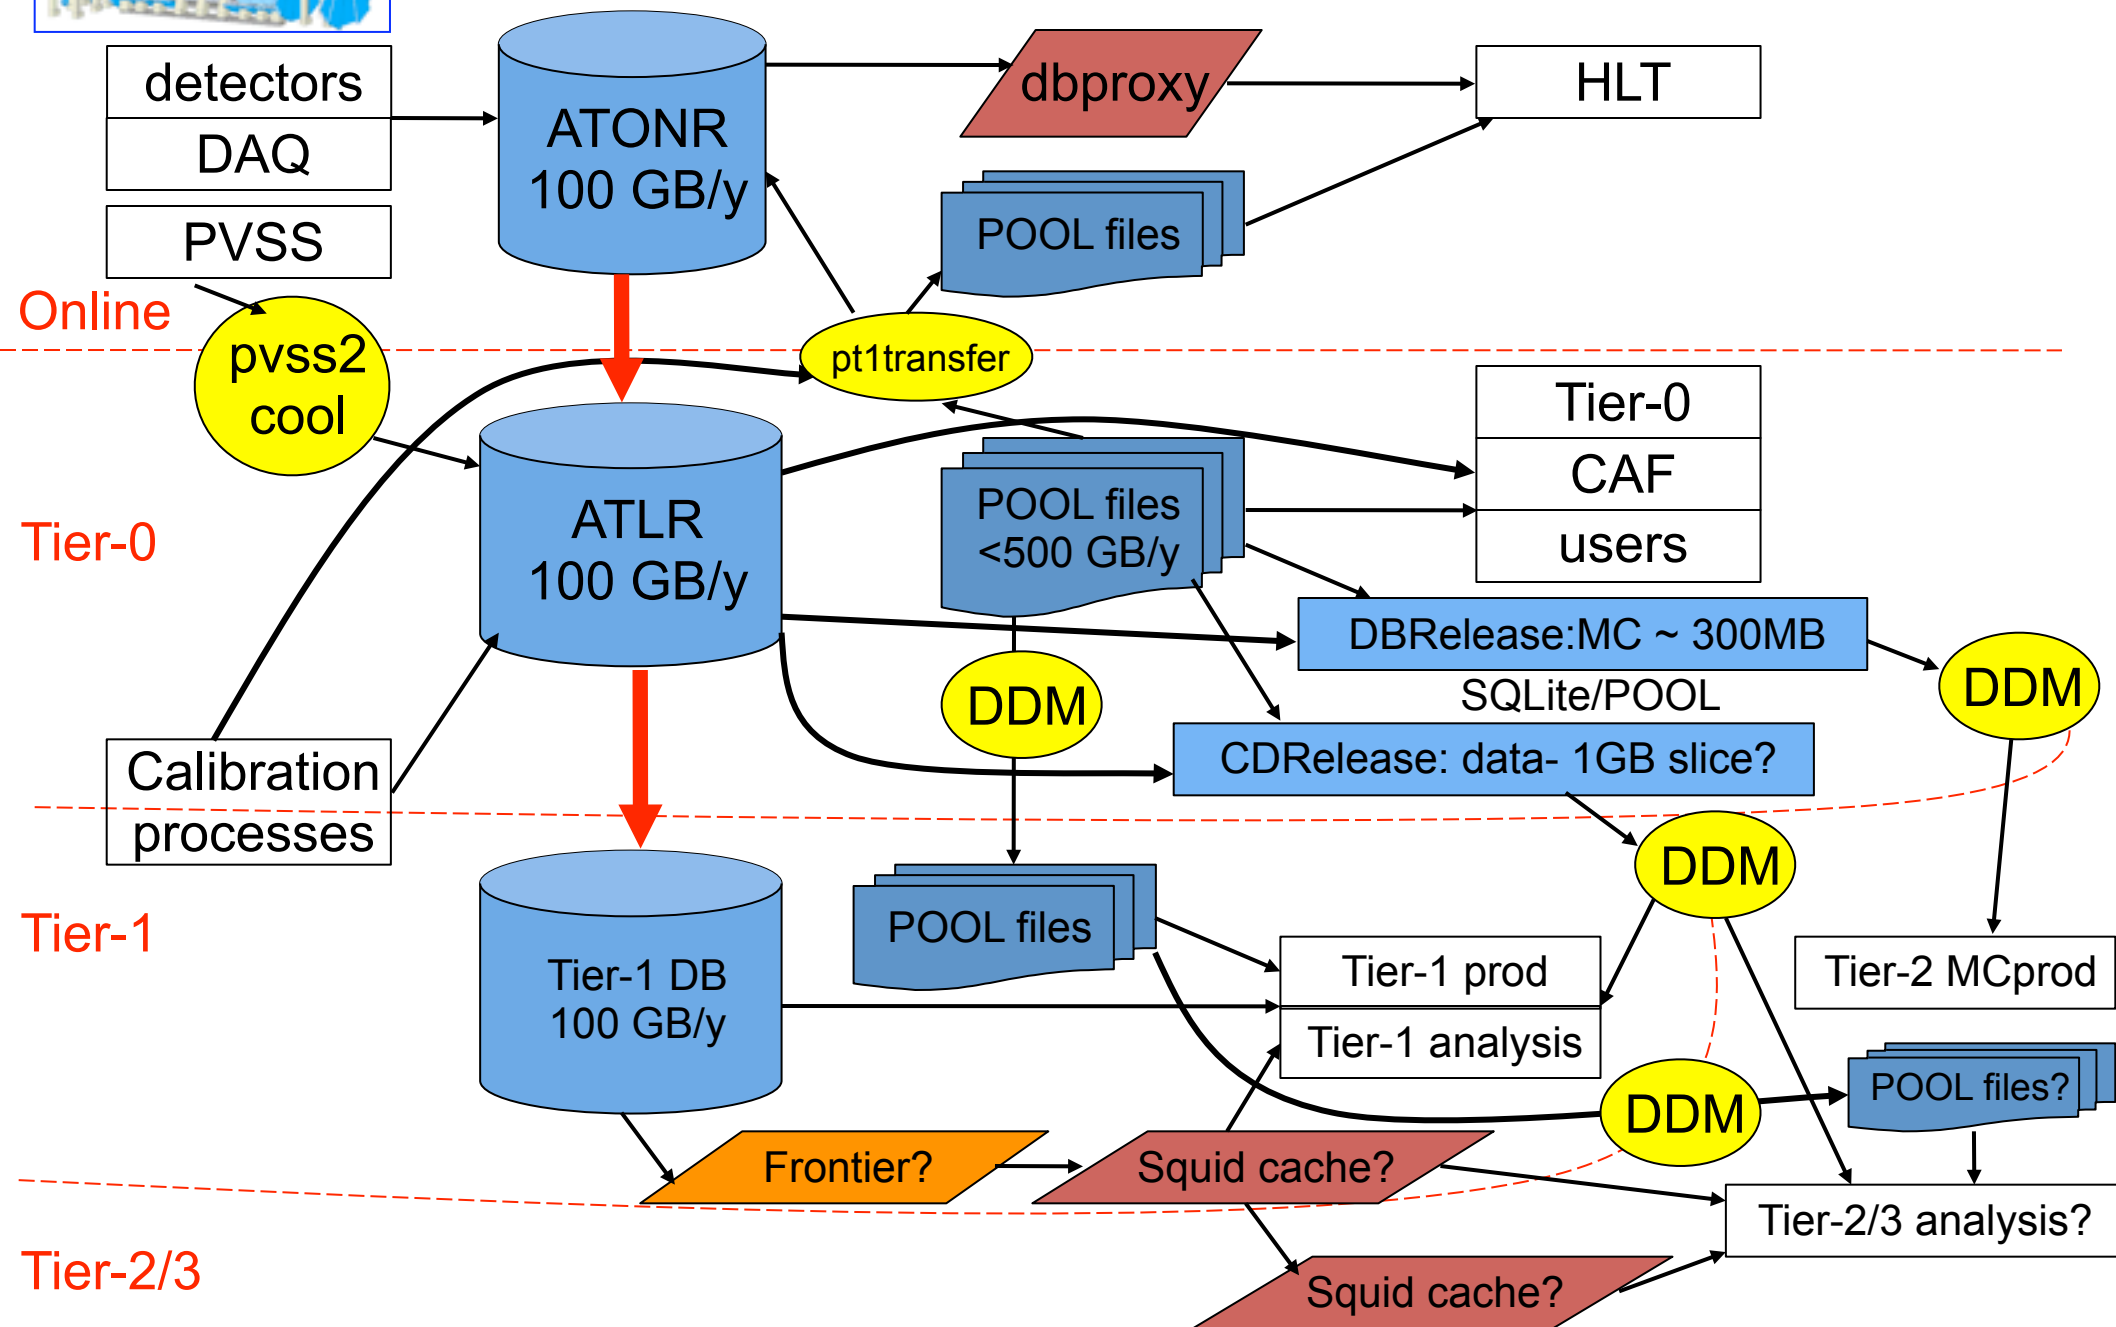 detectors
DAQ
PVSS
ATONR
100 GB/y
dbproxy
HLT
POOL files
Online
pvss2
cool
pt1transfer
Tier-0
CAF
users
Tier-0
ATLR
100 GB/y
POOL files
<500 GB/y
DBRelease:MC ~ 300MB
SQLite/POOL
CDRelease: data- 1GB slice?
DDM
DDM
Calibration
processes
DDM
Tier-1
Tier-1 DB
100 GB/y
POOL files
Tier-1 prod
Tier-1 analysis
Tier-2 MCprod
DDM
POOL files?
Frontier?
Squid cache?
Tier-2/3 analysis?
Tier-2/3
Squid cache?